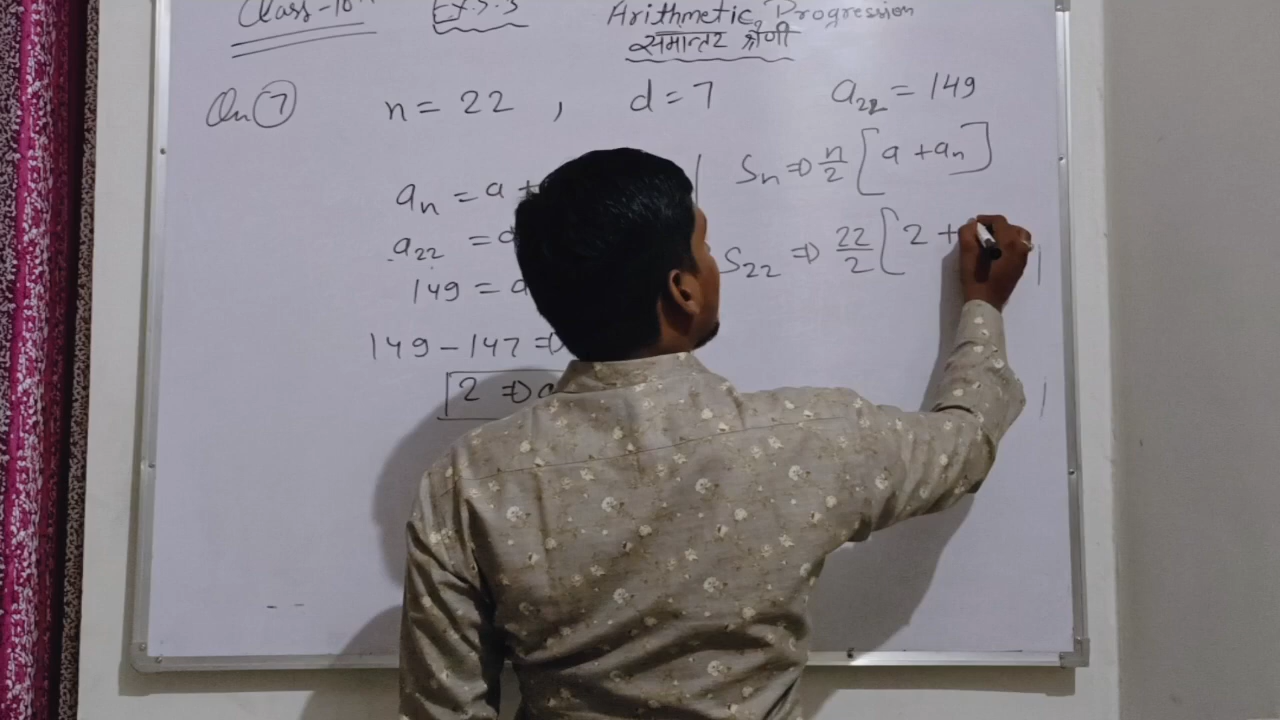 Class-10th Ex.5.3 Arithmetic Progression
समान्तर श्रेणी
Qn 7 n = 22 , d = 7 a22 = 149
an = a + Sn ⇒ n/2 [a + an]
a22 = a S22 ⇒ 22/2 [2 +
149 = a
149 - 147 ⇒
2 ⇒ a